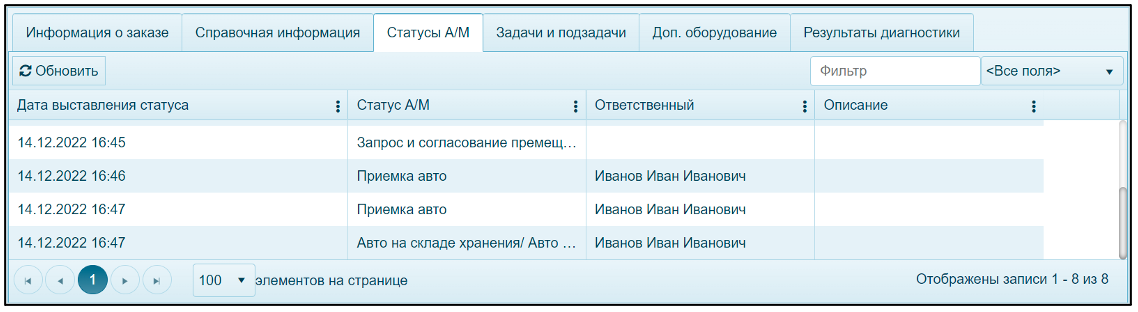 Информация о заказе Справочная информация Статусы А/М Задачи и подзадачи Доп. оборудование Результаты диагностики
Обновить Фильтр <Все поля>
Дата выставления статуса Статус А/М Ответственный Описание
14.12.2022 16:45 Запрос и согласование премещ...
14.12.2022 16:46 Приемка авто Иванов Иван Иванович
14.12.2022 16:47 Приемка авто Иванов Иван Иванович
14.12.2022 16:47 Авто на складе хранения/ Авто ... Иванов Иван Иванович
1 100 элементов на странице Отображены записи 1 - 8 из 8